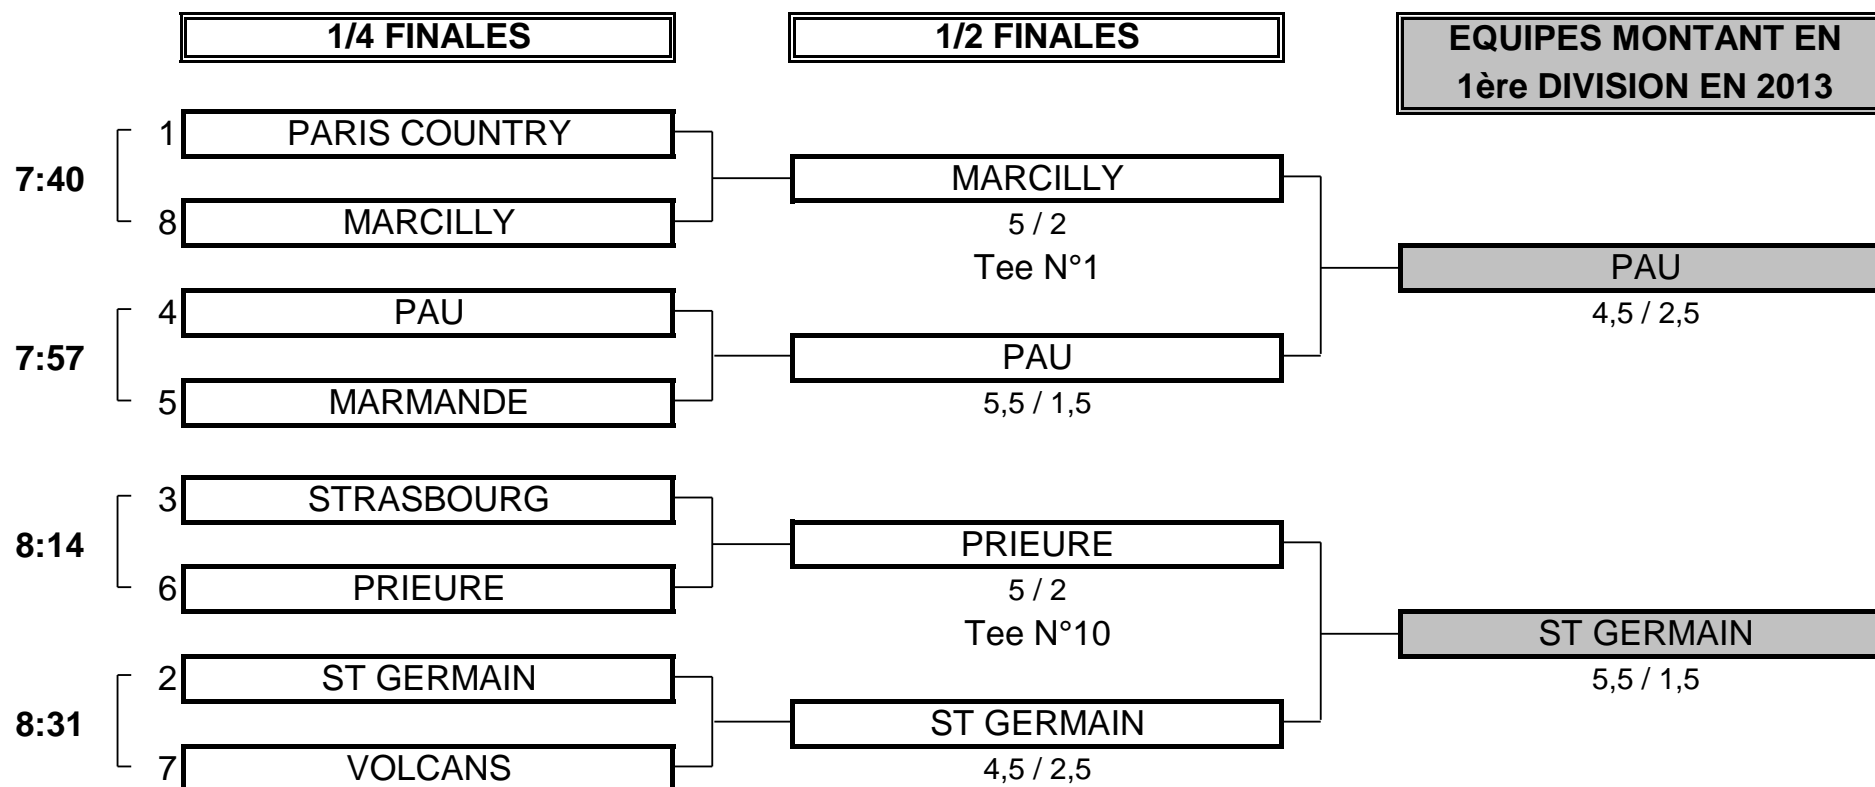 1/4 FINALES
1/2 FINALES
EQUIPES MONTANT EN
1ère DIVISION EN 2013
7:40
1 PARIS COUNTRY
8 MARCILLY
MARCILLY
5 / 2
Tee N°1
7:57
4 PAU
5 MARMANDE
PAU
5,5 / 1,5
PAU
4,5 / 2,5
8:14
3 STRASBOURG
6 PRIEURE
PRIEURE
5 / 2
Tee N°10
8:31
2 ST GERMAIN
7 VOLCANS
ST GERMAIN
4,5 / 2,5
ST GERMAIN
5,5 / 1,5